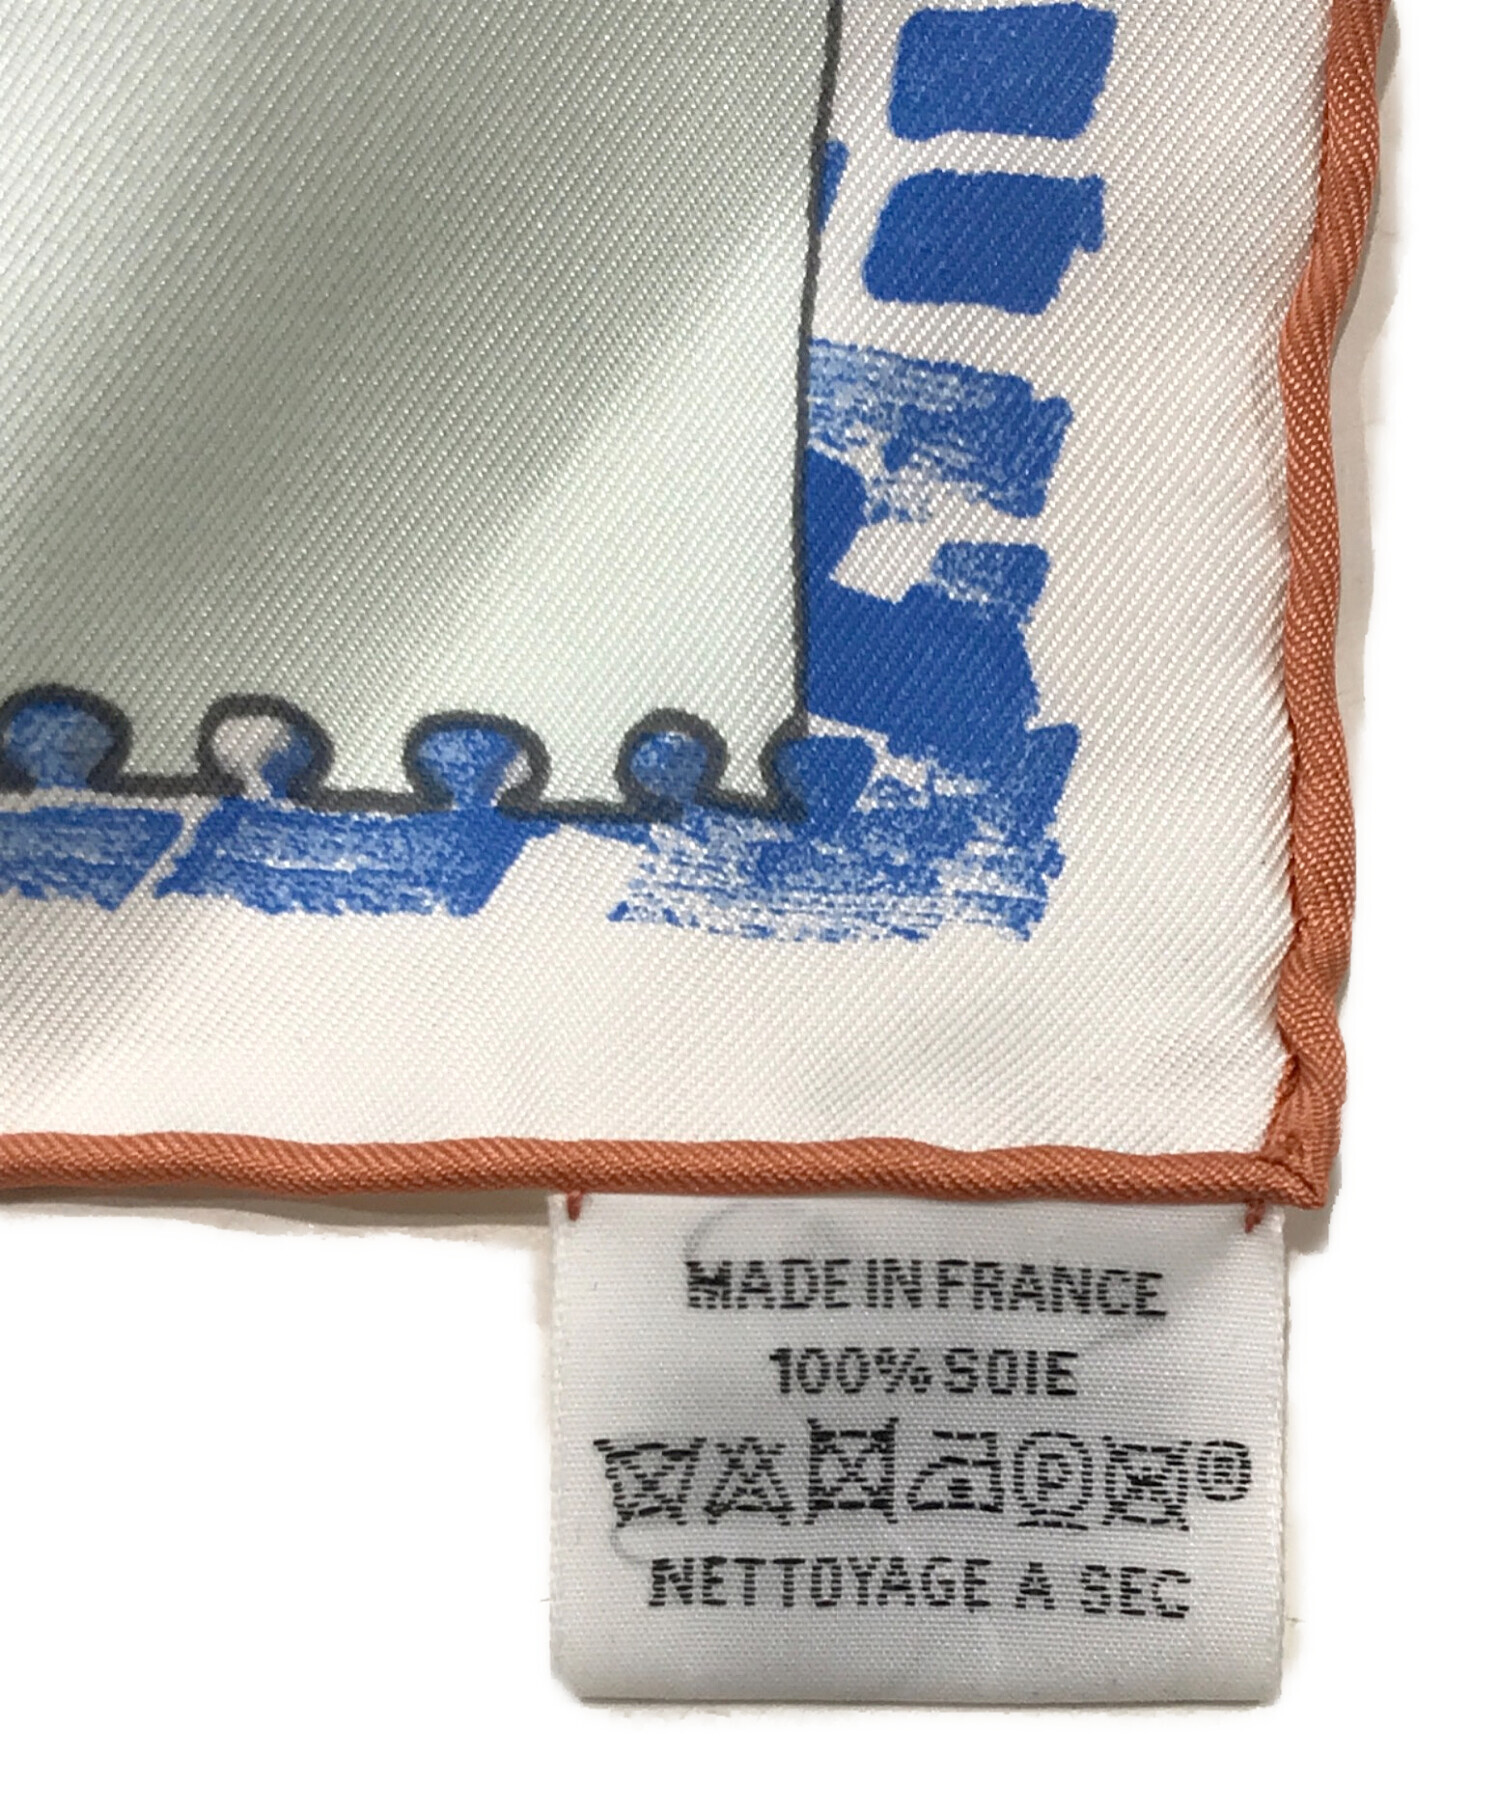 MADE IN FRANCE
100% SOIE
P ®
NETTOYAGE A SEC